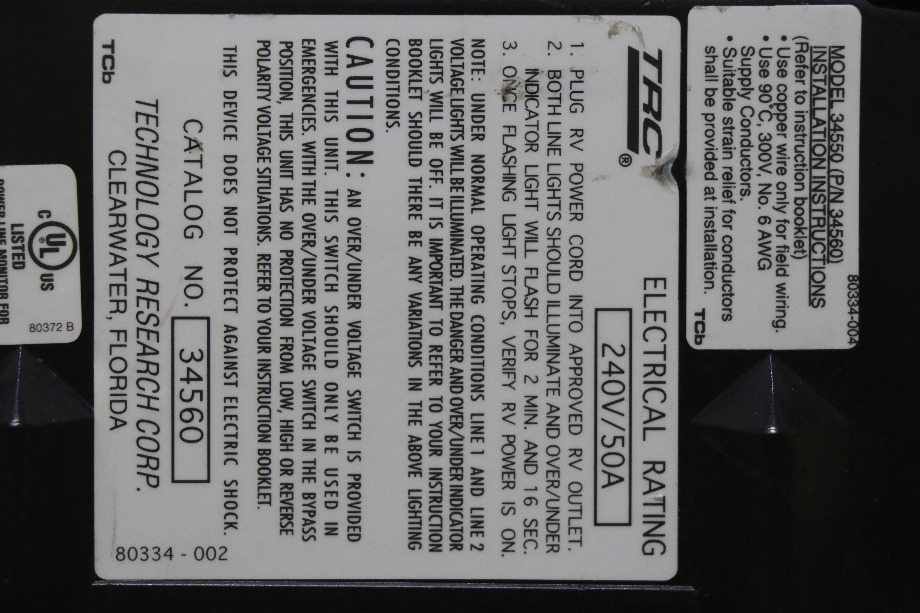 MODEL 34550 (P/N 34560)
INSTALLATION INSTRUCTIONS
(Refer to instruction booklet)
• Use copper wire only for field wiring.
• Use 90°C, 300V, No. 6 AWG
Supply Conductors.
• Suitable strain relief for conductors
shall be provided at installation.
80334-004
TCb
TRC®
ELECTRICAL RATING
240V/50A
1. PLUG RV POWER CORD INTO APPROVED RV OUTLET.
2. BOTH LINE LIGHTS SHOULD ILLUMINATE AND OVER/UNDER
INDICATOR LIGHT WILL FLASH FOR 2 MIN. AND 16 SEC.
3. ONCE FLASHING LIGHT STOPS, VERIFY RV POWER IS ON.
NOTE: UNDER NORMAL OPERATING CONDITIONS LINE 1 AND LINE 2
VOLTAGE LIGHTS WILL BE ILLUMINATED. THE DANGER AND OVER/UNDER INDICATOR
LIGHTS WILL BE OFF. IT IS IMPORTANT TO REFER TO YOUR INSTRUCTION
BOOKLET SHOULD THERE BE ANY VARIATIONS IN THE ABOVE LIGHTING
CONDITIONS.
CAUTION: AN OVER/UNDER VOLTAGE SWITCH IS PROVIDED
WITH THIS UNIT. THIS SWITCH SHOULD ONLY BE USED IN
EMERGENCIES. WITH THE OVER/UNDER VOLTAGE SWITCH IN THE BYPASS
POSITION, THIS UNIT HAS NO PROTECTION FROM LOW, HIGH OR REVERSE
POLARITY VOLTAGE SITUATIONS. REFER TO YOUR INSTRUCTION BOOKLET.
THIS DEVICE DOES NOT PROTECT AGAINST ELECTRIC SHOCK.
CATALOG NO. 34560
TECHNOLOGY RESEARCH CORP.
CLEARWATER, FLORIDA
TCb
80334 - 002
C UL US
LISTED
POWER LINE MONITOR FOR
80372 B